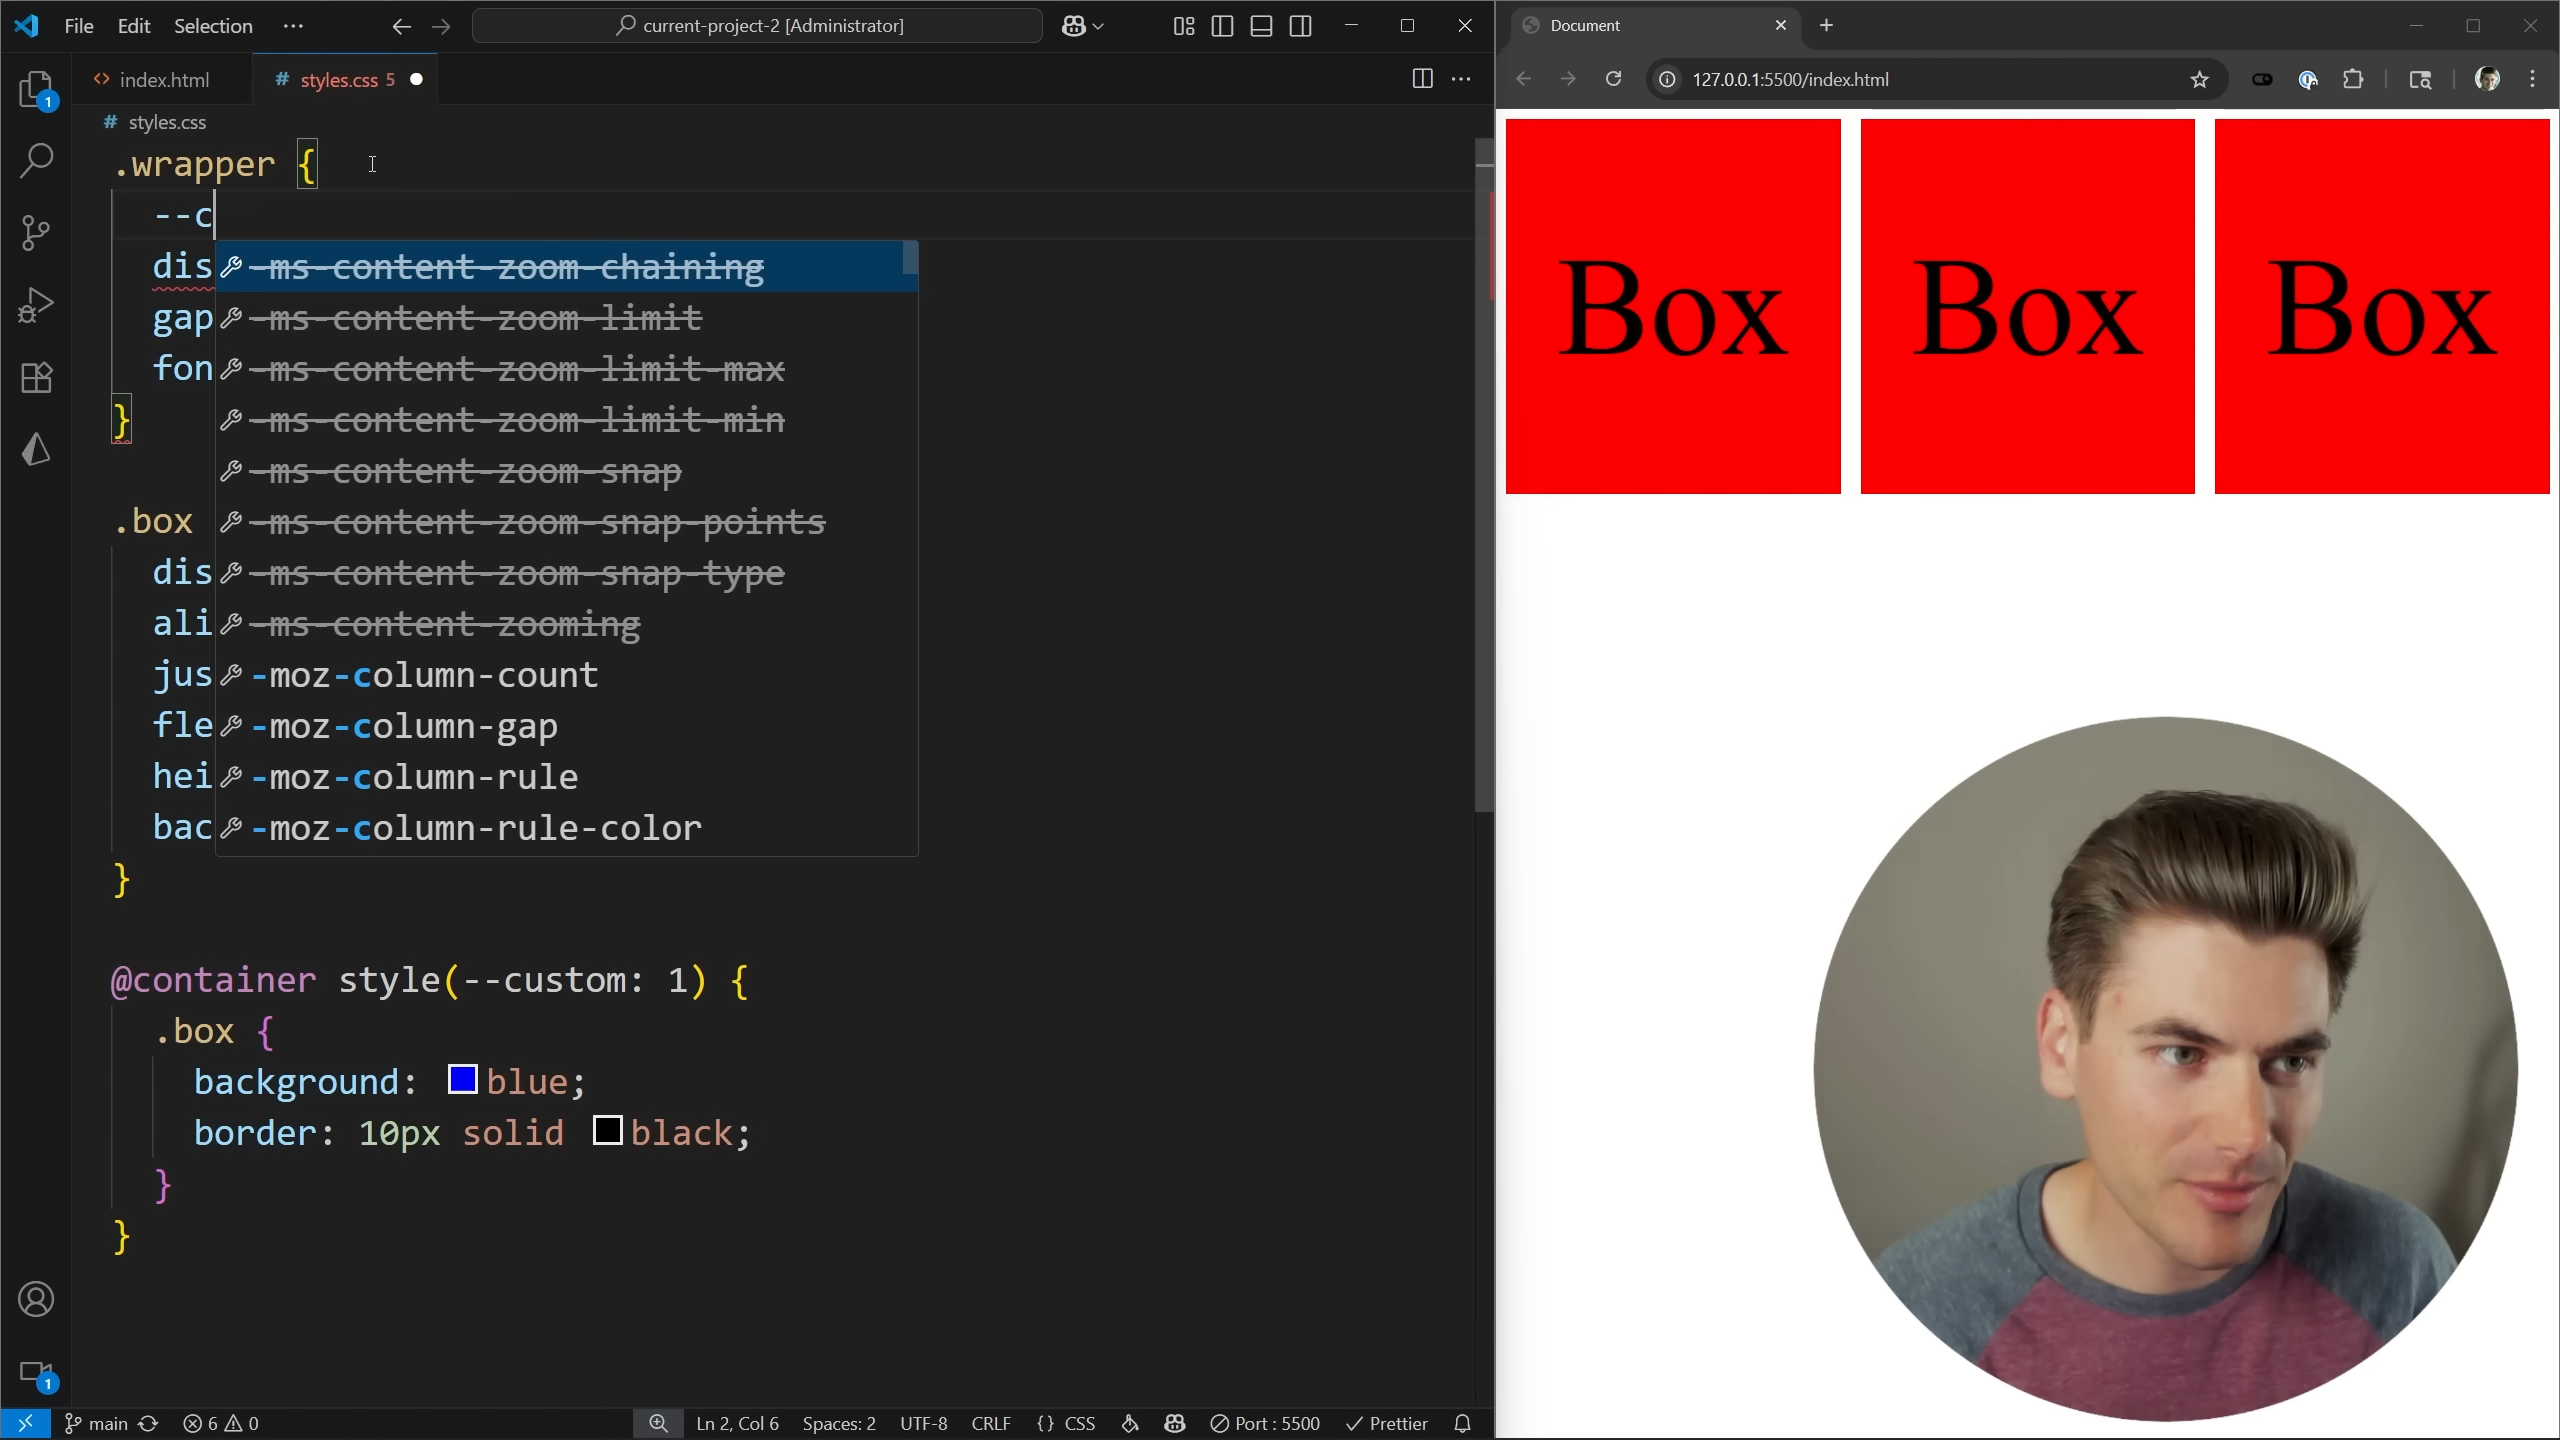 File Edit Selection ··· current-project-2 [Administrator]
index.html styles.css 5
# styles.css
.wrapper {
--c
dis
gap
fon
}
-ms-content-zoom-chaining
-ms-content-zoom-limit
-ms-content-zoom-limit-max
-ms-content-zoom-limit-min
-ms-content-zoom-snap
-ms-content-zoom-snap-points
-ms-content-zoom-snap-type
-ms-content-zooming
-moz-column-count
-moz-column-gap
-moz-column-rule
-moz-column-rule-color
.box
dis
ali
jus
fle
hei
bac
}
@container style(--custom: 1) {
.box {
background: blue;
border: 10px solid black;
}
}
1
1
main 6 0 Ln 2, Col 6 Spaces: 2 UTF-8 CRLF {} CSS Port : 5500 Prettier
Document
127.0.0.1:5500/index.html
Box Box Box